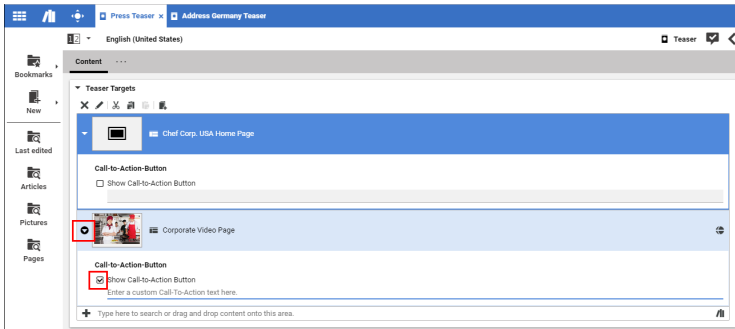 Press Teaser
Address Germany Teaser
12
English (United States)
Teaser
Bookmarks
New
Last edited
Articles
Pictures
Pages
Content
Teaser Targets
Chef Corp. USA Home Page
Call-to-Action-Button
Show Call-to-Action Button
Corporate Video Page
Call-to-Action-Button
Show Call-to-Action Button
Enter a custom Call-To-Action text here.
Type here to search or drag and drop content onto this area.